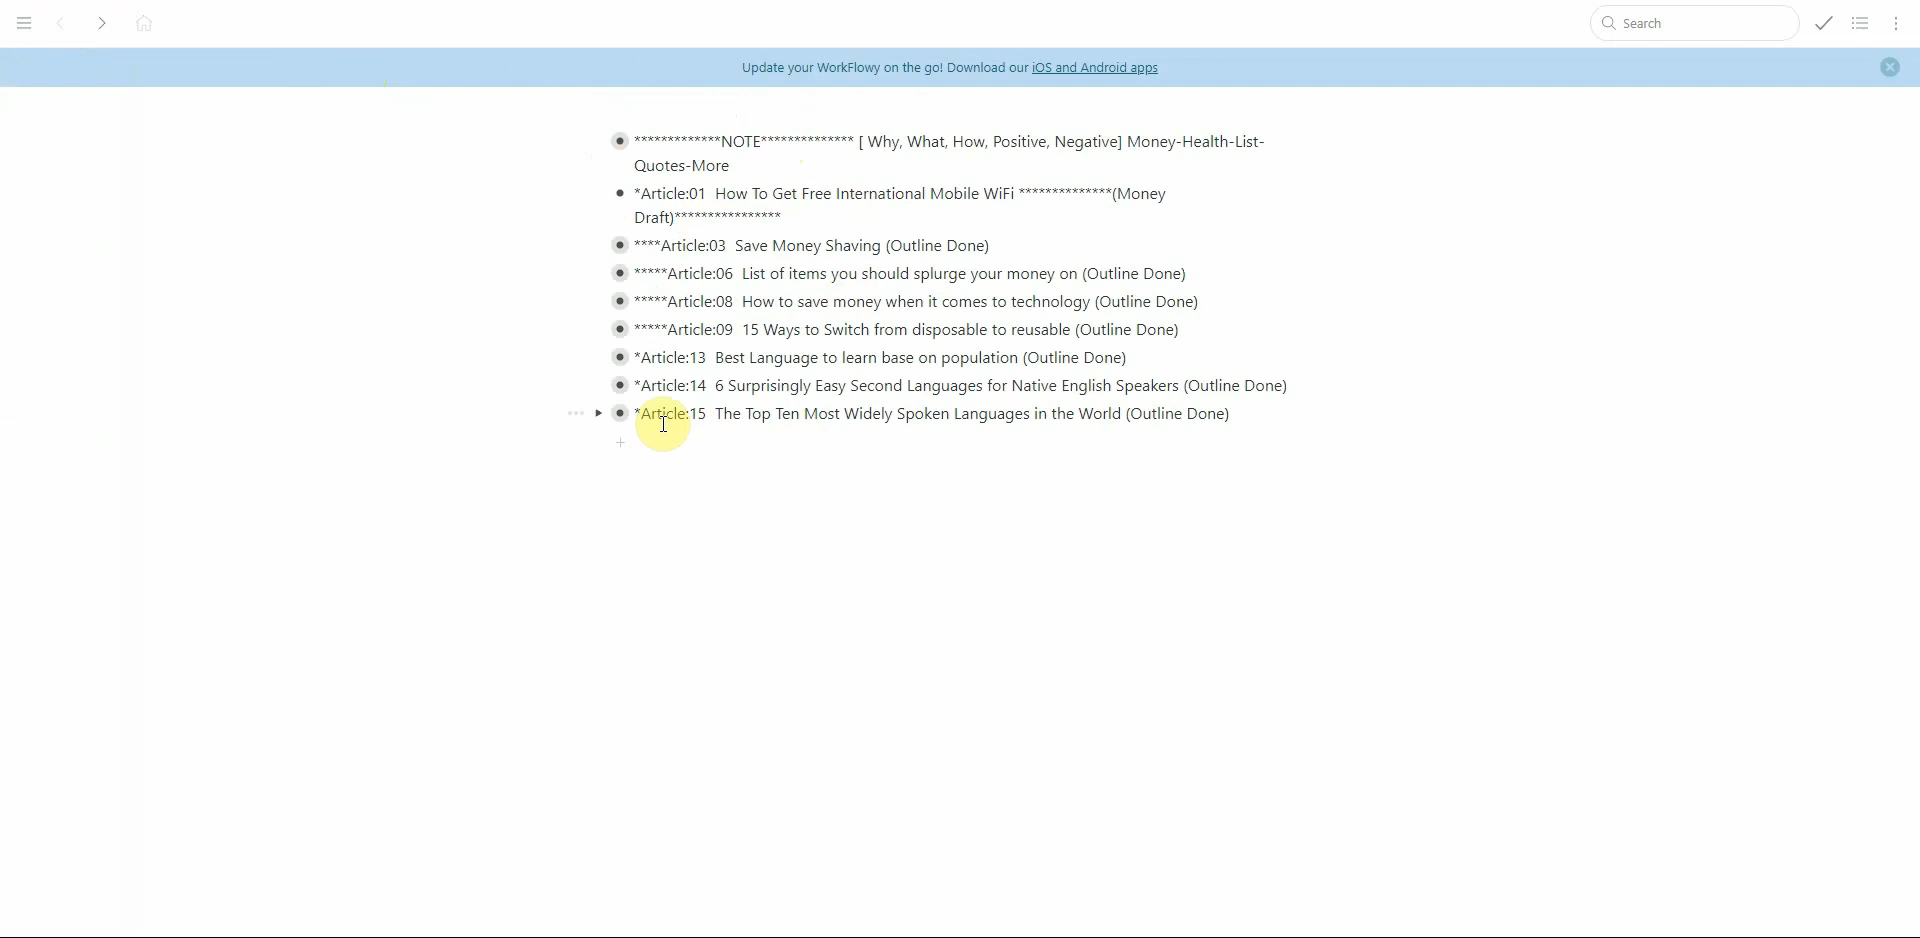 Search
Update your WorkFlowy on the go! Download our iOS and Android apps
*************NOTE************** [ Why, What, How, Positive, Negative] Money-Health-List-
Quotes-More
*Article:01  How To Get Free International Mobile WiFi **************(Money
Draft)****************
****Article:03  Save Money Shaving (Outline Done)
*****Article:06  List of items you should splurge your money on (Outline Done)
*****Article:08  How to save money when it comes to technology (Outline Done)
*****Article:09  15 Ways to Switch from disposable to reusable (Outline Done)
*Article:13  Best Language to learn base on population (Outline Done)
*Article:14  6 Surprisingly Easy Second Languages for Native English Speakers (Outline Done)
*Article:15  The Top Ten Most Widely Spoken Languages in the World (Outline Done)